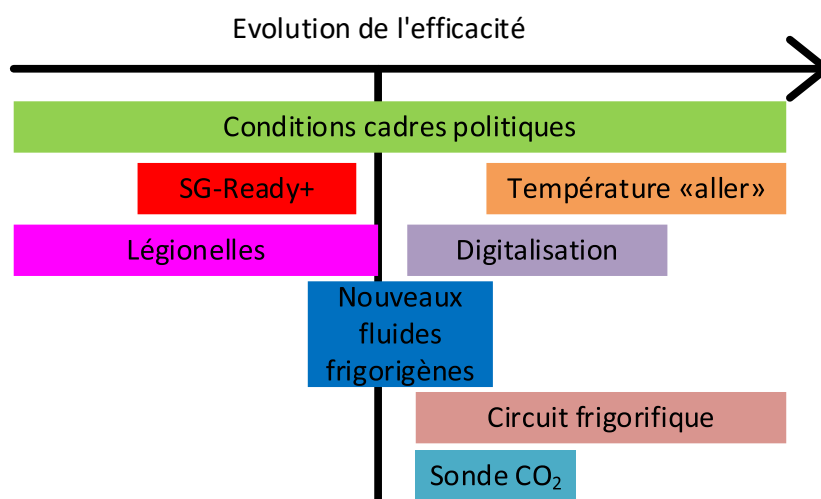 Evolution de l'efficacité
Conditions cadres politiques
SG-Ready+
Température «aller»
Légionelles
Digitalisation
Nouveaux
fluides
frigorigènes
Circuit frigorifique
Sonde CO₂